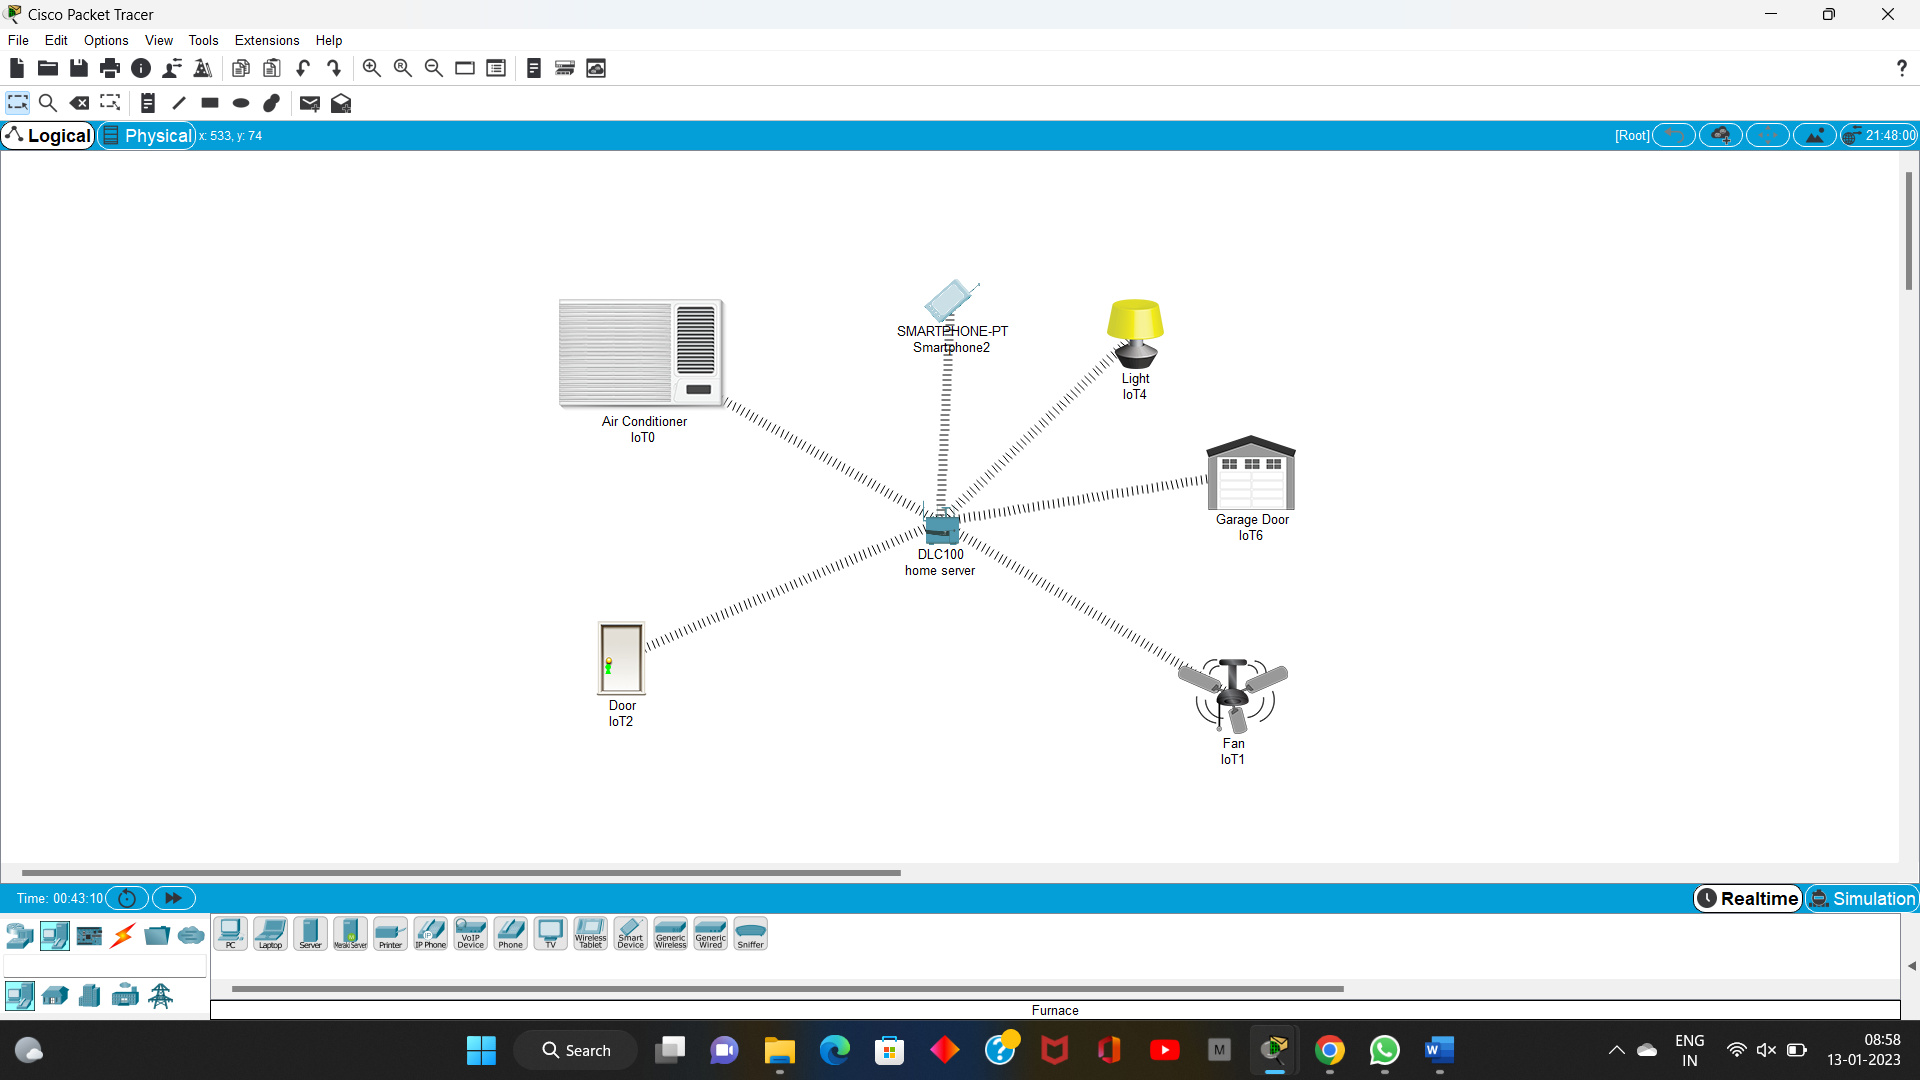 Cisco Packet Tracer
File Edit Options View Tools Extensions Help
?
Logical Physical x: 533, y: 74 [Root] 21:48:00
SMARTPHONE-PT
Smartphone2
Light
IoT4
Air Conditioner
IoT0
Garage Door
IoT6
DLC100
home server
Door
IoT2
Fan
IoT1
Time: 00:43:10 Realtime Simulation
PC Laptop Server Meraki Server Printer IP Phone VoIP Device Phone TV Wireless Tablet Smart Device Generic Wireless Generic Wired Sniffer
Furnace
Search
ENG
IN
08:58
13-01-2023